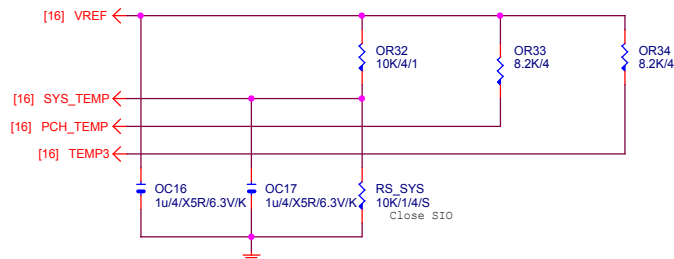 [16] VREF
OR32
10K/4/1
OR33
8.2K/4
OR34
8.2K/4
[16] SYS_TEMP
[16] PCH_TEMP
[16] TEMP3
OC16
1u/4/X5R/6.3V/K
OC17
1u/4/X5R/6.3V/K
RS_SYS
10K/1/4/S
Close SIO